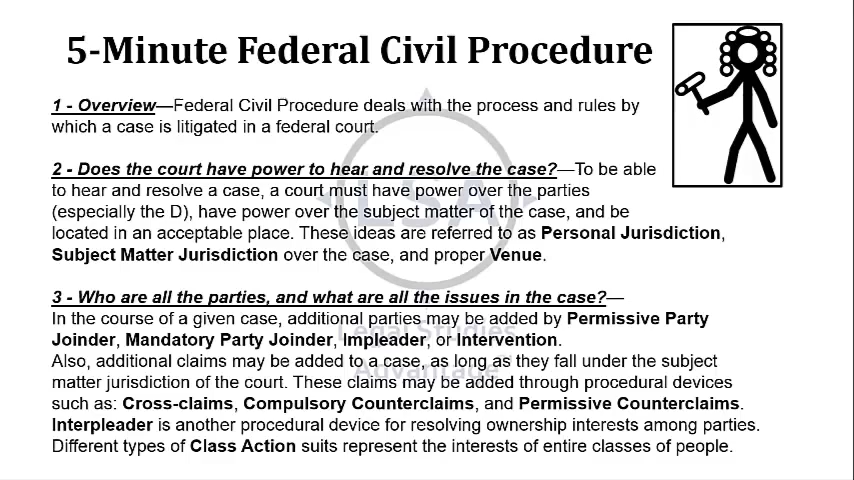 5-Minute Federal Civil Procedure
1 - Overview—Federal Civil Procedure deals with the process and rules by
which a case is litigated in a federal court.
2 - Does the court have power to hear and resolve the case?—To be able
to hear and resolve a case, a court must have power over the parties
(especially the D), have power over the subject matter of the case, and be
located in an acceptable place. These ideas are referred to as Personal Jurisdiction,
Subject Matter Jurisdiction over the case, and proper Venue.
3 - Who are all the parties, and what are all the issues in the case?—
In the course of a given case, additional parties may be added by Permissive Party
Joinder, Mandatory Party Joinder, Impleader, or Intervention.
Also, additional claims may be added to a case, as long as they fall under the subject
matter jurisdiction of the court. These claims may be added through procedural devices
such as: Cross-claims, Compulsory Counterclaims, and Permissive Counterclaims.
Interpleader is another procedural device for resolving ownership interests among parties.
Different types of Class Action suits represent the interests of entire classes of people.
LSA
Legal Studies
Advantage